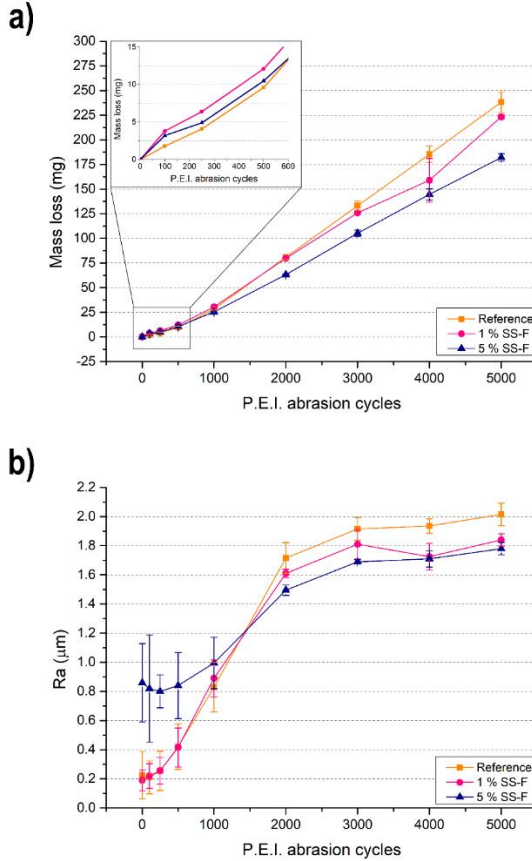 a)
300
275
250
225
200
175
150
125
100
75
50
25
0
-25
Mass loss (mg)
15
10
5
0
Mass loss (mg)
0 100 200 300 400 500 600
P.E.I. abrasion cycles
Reference
1 % SS-F
5 % SS-F
0 1000 2000 3000 4000 5000
P.E.I. abrasion cycles
b)
2.2
2.0
1.8
1.6
1.4
1.2
1.0
0.8
0.6
0.4
0.2
0.0
Ra (μm)
Reference
1 % SS-F
5 % SS-F
0 1000 2000 3000 4000 5000
P.E.I. abrasion cycles